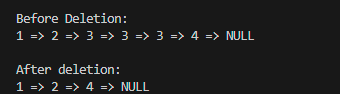 Before Deletion:
1 => 2 => 3 => 3 => 3 => 4 => NULL
After deletion:
1 => 2 => 4 => NULL